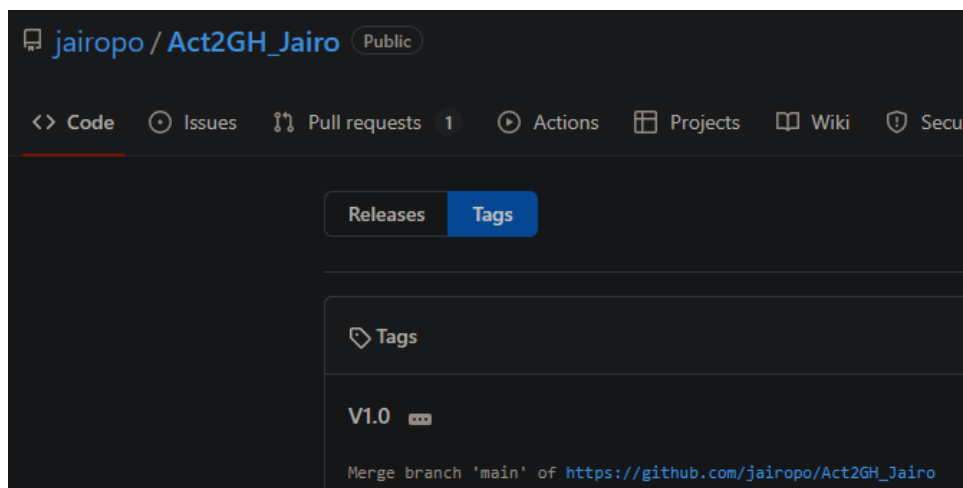 jairopo / Act2GH_Jairo Public
<> Code Issues Pull requests 1 Actions Projects Wiki Secu
Releases Tags
Tags
V1.0
Merge branch 'main' of https://github.com/jairopo/Act2GH_Jairo